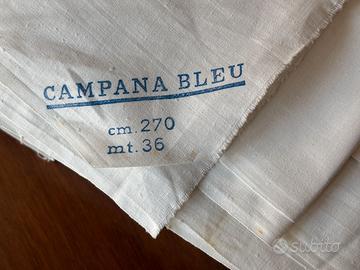 CAMPANA BLEU
cm.270
mt.36
subito